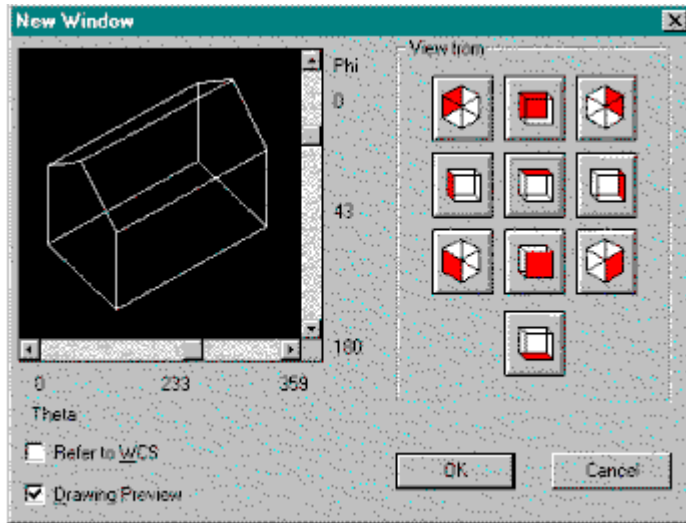 New Window
View from
Phi
0
43
180
0 233 359
Theta
Refer to WCS
Drawing Preview
OK Cancel